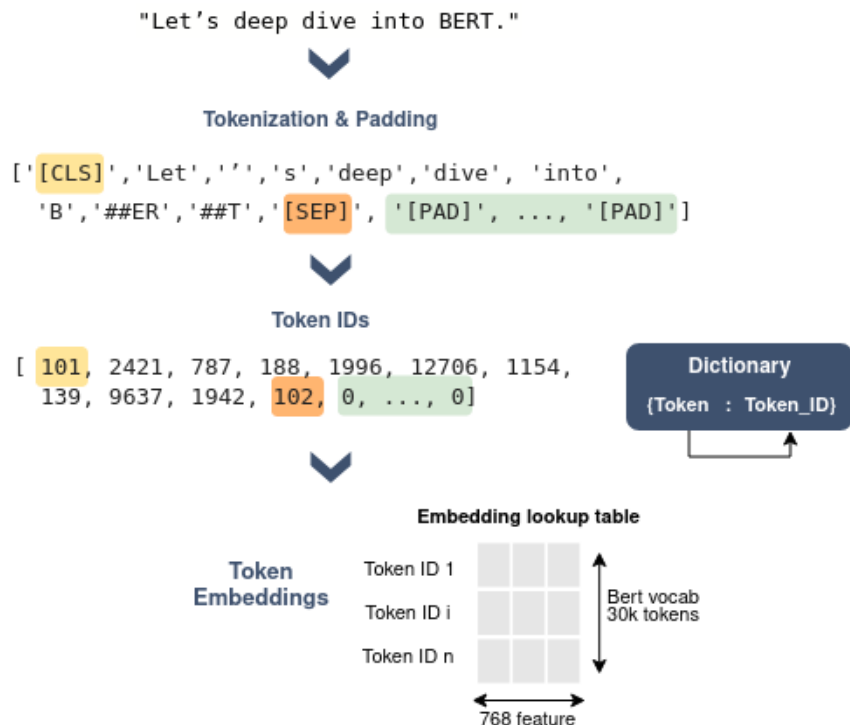 "Let’s deep dive into BERT."
Tokenization & Padding
['[CLS]','Let','’','s','deep','dive', 'into',
'B','##ER','##T','[SEP]', '[PAD]', ..., '[PAD]']
Token IDs
[ 101, 2421, 787, 188, 1996, 12706, 1154,
139, 9637, 1942, 102, 0, ..., 0]
Dictionary
{Token : Token_ID}
Embedding lookup table
Token Embeddings
Token ID 1
Token ID i
Token ID n
Bert vocab
30k tokens
768 feature